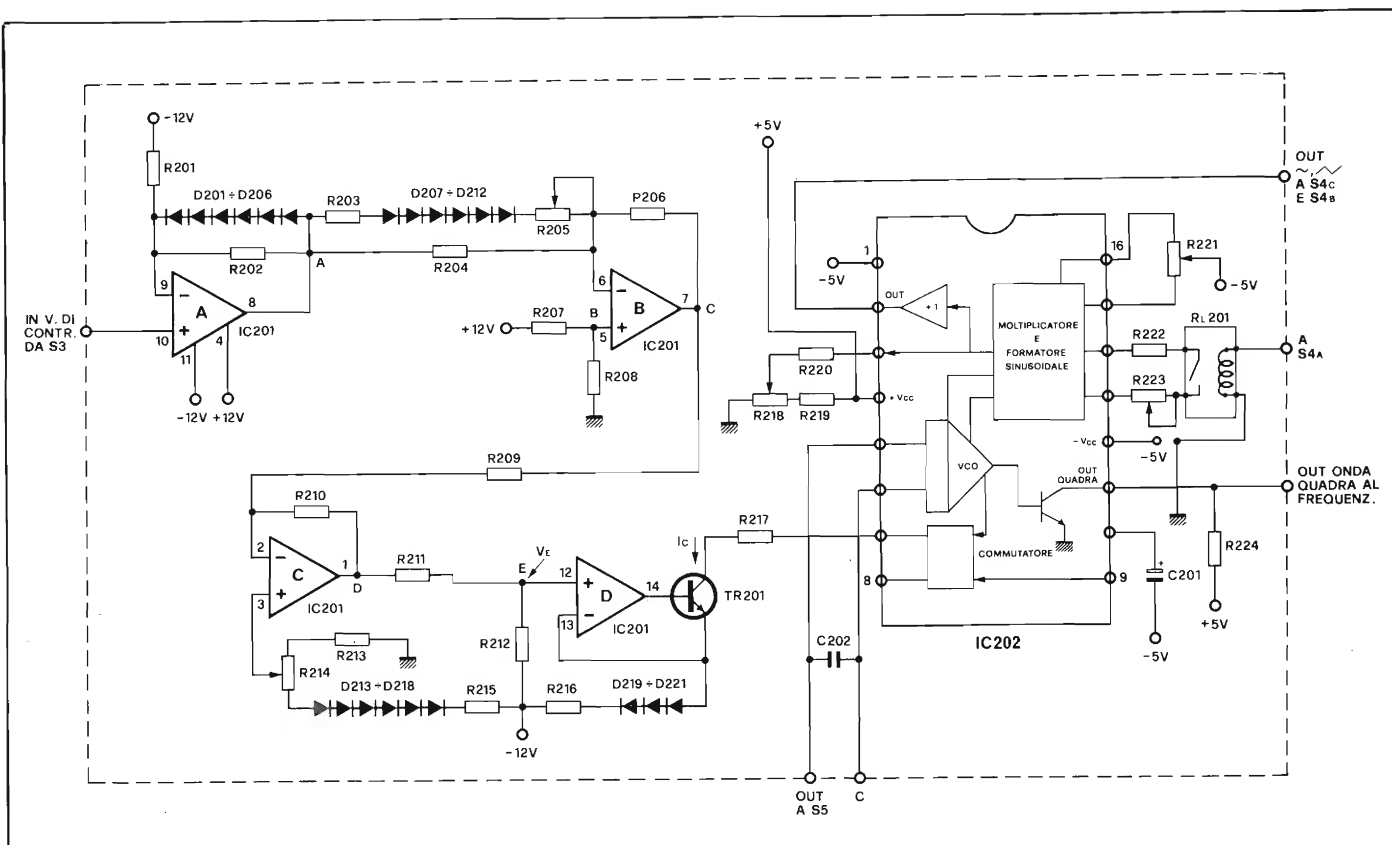 -12V
R201
D201÷D206
R203
D207÷D212
R205
P206
R202
A
R204
9
-
A
8
+
10
IC201
11
4
-12V +12V
IN V. DI
CONTR.
DA S3
+12V
R207
B
6
-
B
7
C
+
5
IC201
R208
R209
R210
2
-
C
1
+
3
IC201
D
R211
VE
E
12
+
D
14
-
13
IC201
IC
TR201
R217
R213
R214
D213÷D218
R215
R212
R216
D219÷D221
-12V
+5V
1
-5V
OUT
+1
R220
R218
R219
+Vcc
MOLTIPLICATORE
E
FORMATORE
SINUSOIDALE
VCO
COMMUTATORE
8
9
IC202
16
R221
-5V
R222
R223
RL201
-Vcc
-5V
OUT
QUADRA
C201
-5V
R224
+5V
C202
OUT
A S5
C
OUT
~,
A S4C
E S4B
A
S4A
OUT ONDA
QUADRA AL
FREQUENZ.